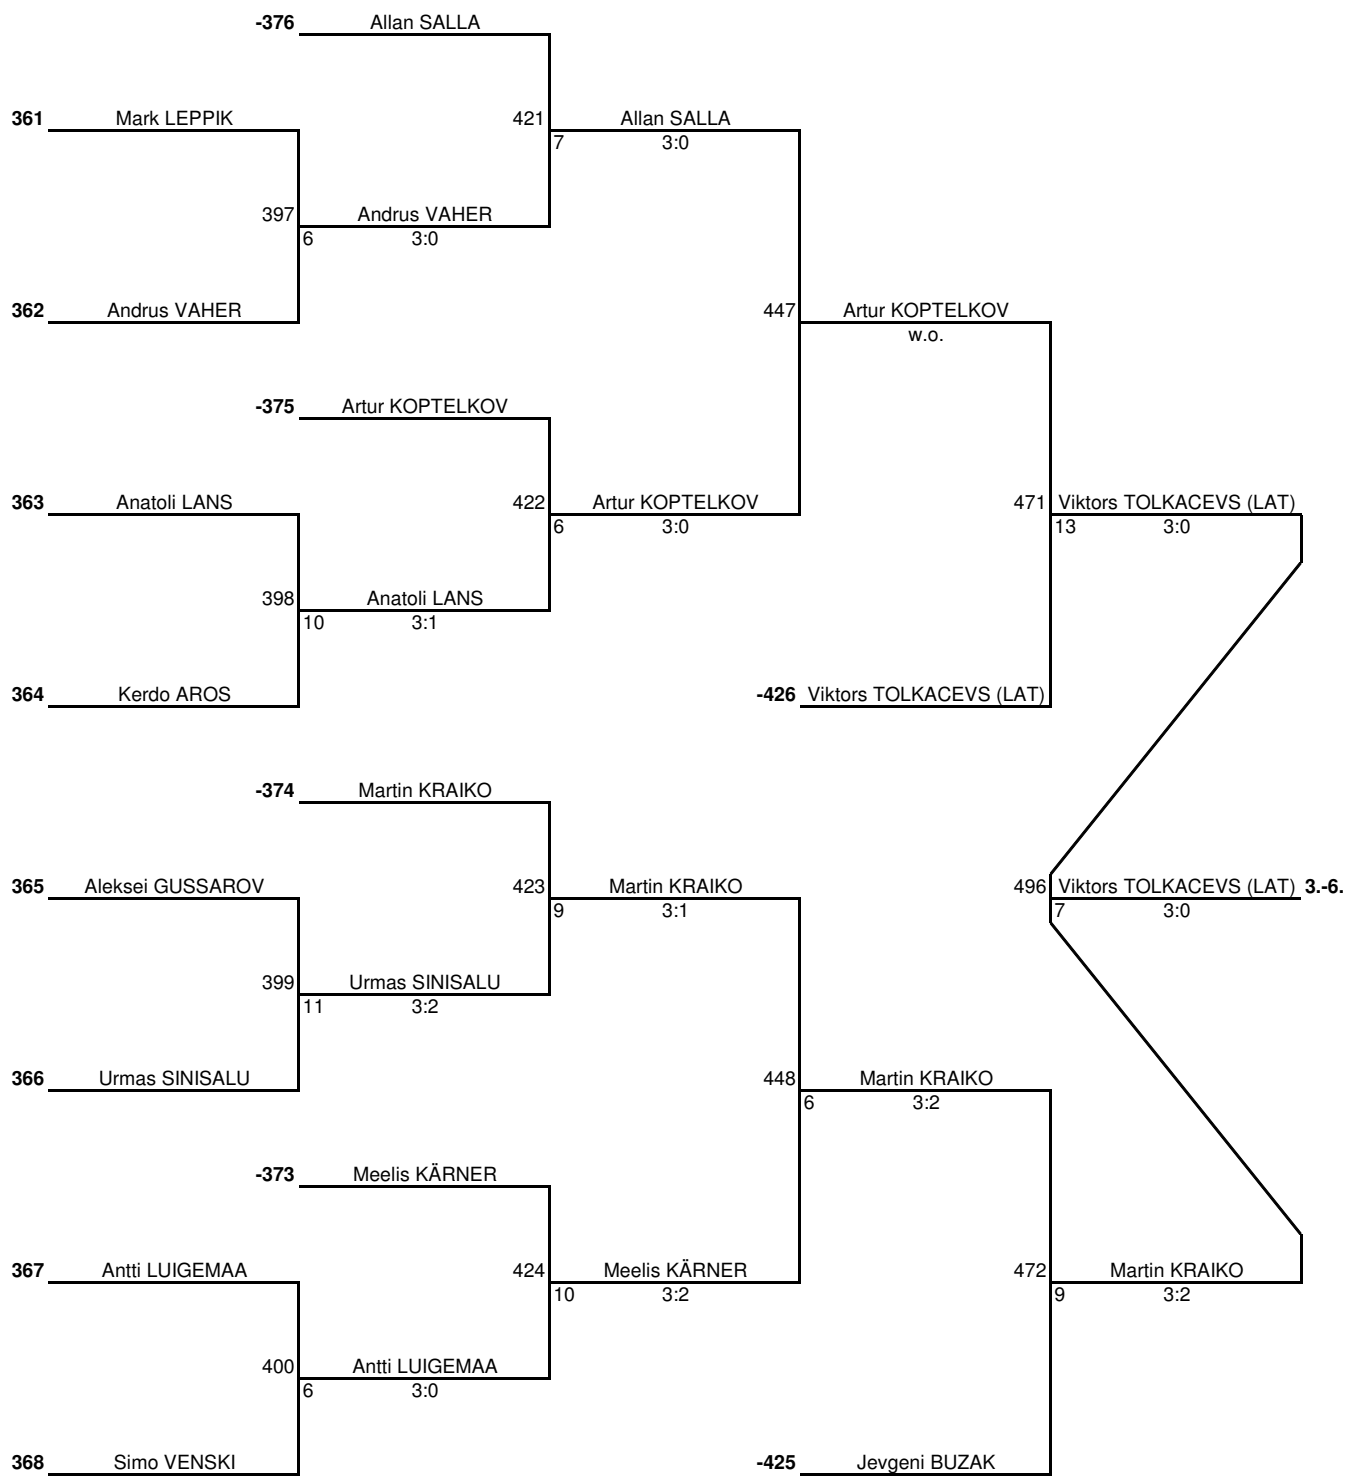 -376 Allan SALLA
361 Mark LEPPIK 421 Allan SALLA
7 3:0
397 Andrus VAHER
6 3:0
362 Andrus VAHER 447 Artur KOPTELKOV
w.o.
-375 Artur KOPTELKOV
363 Anatoli LANS 422 Artur KOPTELKOV 471 Viktors TOLKACEVS (LAT)
6 3:0 13 3:0
398 Anatoli LANS
10 3:1
364 Kerdo AROS -426 Viktors TOLKACEVS (LAT)
-374 Martin KRAIKO
365 Aleksei GUSSAROV 423 Martin KRAIKO 496 Viktors TOLKACEVS (LAT) 3.-6.
9 3:1 7 3:0
399 Urmas SINISALU
11 3:2
366 Urmas SINISALU 448 Martin KRAIKO
6 3:2
-373 Meelis KÄRNER
367 Antti LUIGEMAA 424 Meelis KÄRNER 472 Martin KRAIKO
10 3:2 9 3:2
400 Antti LUIGEMAA
6 3:0
368 Simo VENSKI -425 Jevgeni BUZAK